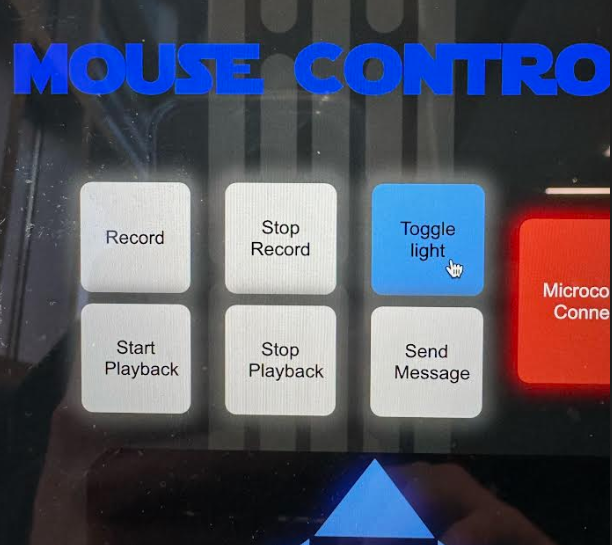 MOUSE CONTRO
Record
Stop
Record
Toggle
light
Microco
Conne
Start
Playback
Stop
Playback
Send
Message